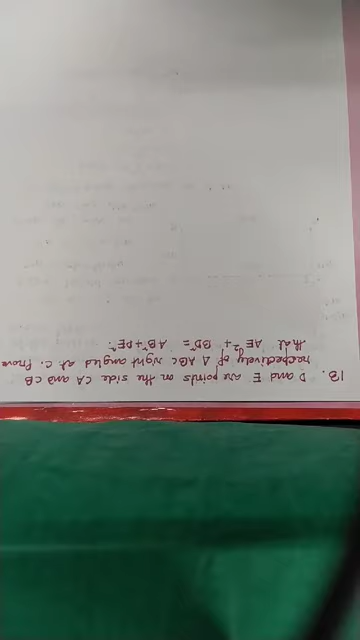 13. D and E are points on the side CA and CB
respectively of Δ ABC right angled at C. Prove
that AE² + BD² = AB² + DE².